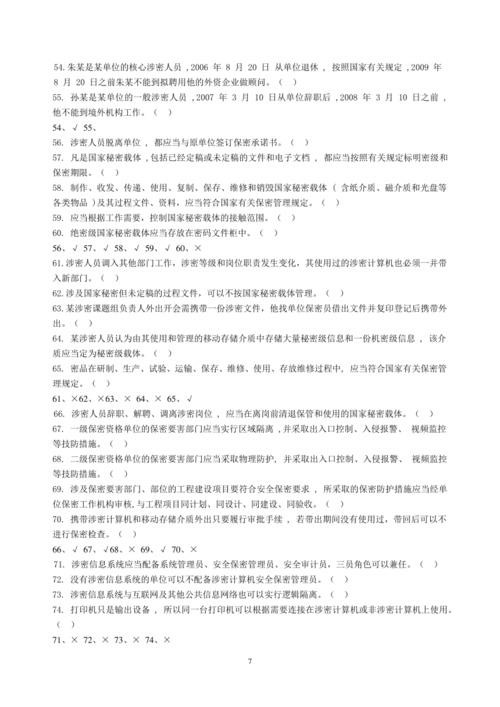 54.朱某是某单位的核心涉密人员 ,2006 年 8 月 20 日 从单位退休 , 按照国家有关规定 ,2009 年
8 月 20 日之前朱某不能到拟聘用他的外资企业做顾问。( )
55. 孙某是某单位的一般涉密人员 ,2007 年 3 月 10 日从单位辞职后 ,2008 年 3 月 10 日之前 ,
他不能到境外机构工作。( )
54、√ 55、
56. 涉密人员脱离单位 , 都应当与原单位签订保密承诺书。( )
57. 凡是国家秘密载体 ,包括已经定稿或未定稿的文件和电子文档 , 都应当按照有关规定标明密级和
保密期限。( )
58. 制作、收发、传递、使用、复制、保存、维修和销毁国家秘密载体 ( 含纸介质、磁介质和光盘等
各类物品 )及其过程文件、资料, 应当符合国家有关保密管理规定。( )
59. 应当根据工作需要, 控制国家秘密载体的接触范围。( )
60. 绝密级国家秘密载体应当存放在密码文件柜中。( )
56、√ 57、√ 58、√ 59、√ 60、×
61.涉密人员调入其他部门工作, 涉密等级和岗位职责发生变化, 其使用过的涉密计算机也必须一并带
入新部门。( )
62.涉及国家秘密但未定稿的过程文件, 可以不按国家秘密载体管理。( )
63.某涉密课题组负责人外出开会需携带一份涉密文件, 他找单位保密员借出文件并复印登记后携带外
出。( )
64. 某涉密人员认为由其使用和管理的移动存储介质中存储大量秘密级信息和一份机密级信息 , 该介
质应当定为秘密级载体。( )
65. 密品在研制、生产、试验、运输、保存、维修、使用、存放维修过程中, 应当符合国家有关保密管
理规定。( )
61、×62、×63、× 64、× 65、√
66. 涉密人员辞职、解聘、调离涉密岗位 , 应当在离岗前清退保管和使用的国家秘密载体。( )
67. 一级保密资格单位的保密要害部门应当实行区域隔离 ,并采取出入口控制、入侵报警、 视频监控
等技防措施。( )
68. 二级保密资格单位的保密要害部门应当采取物理防护, 并采取出入口控制、入侵报警、 视频监控
等技防措施。( )
69. 涉及保密要害部门、部位的工程建设项目要符合安全保密要求 , 所采取的保密防护措施应当经单
位保密工作机构审核,与工程项目同计划、同设计、同建设、同验收。( )
70. 携带涉密计算机和移动存储介质外出只要履行审批手续 , 若带出期间没有使用过, 带回后可以不
进行保密检查。( )
66、√ 67、√68、× 69、√ 70、×
71. 涉密信息系统应当配备系统管理员、安全保密管理员、安全审计员, 三员角色可以兼任。( )
72. 没有涉密信息系统的单位可以不配备涉密计算机安全保密管理员。( )
73. 涉密信息系统与互联网及其他公共信息网络也可以实行逻辑隔离。( )
74. 打印机只是输出设备 , 所以同一台打印机可以根据需要连接在涉密计算机或非涉密计算机上使用。
( )
71、× 72、× 73、× 74、×
7